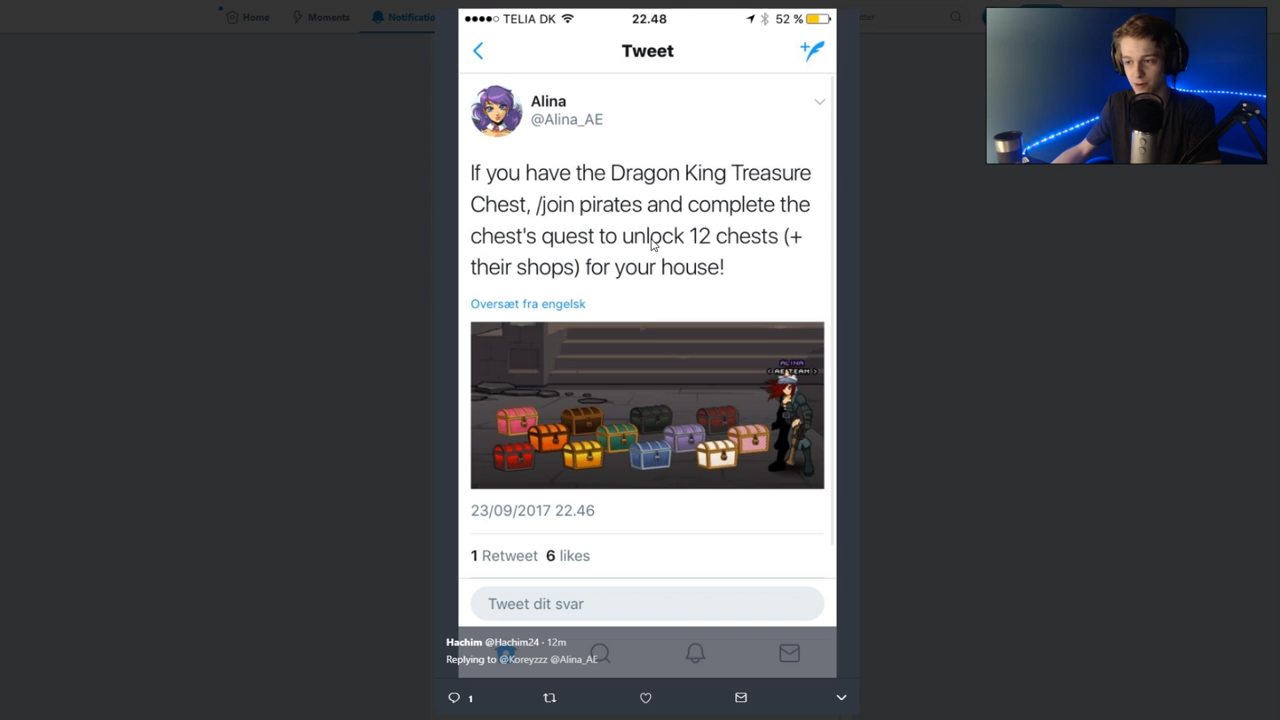 Home
Moments
Notificatio
TELIA DK
22.48
52 %
Tweet
Alina
@Alina_AE
If you have the Dragon King Treasure
Chest, /join pirates and complete the
chest's quest to unlock 12 chests (+
their shops) for your house!
Oversæt fra engelsk
ALINA
23/09/2017 22.46
1 Retweet 6 likes
Tweet dit svar
Hachim @Hachim24 · 12m
Replying to @Koreyzzz @Alina_AE
1